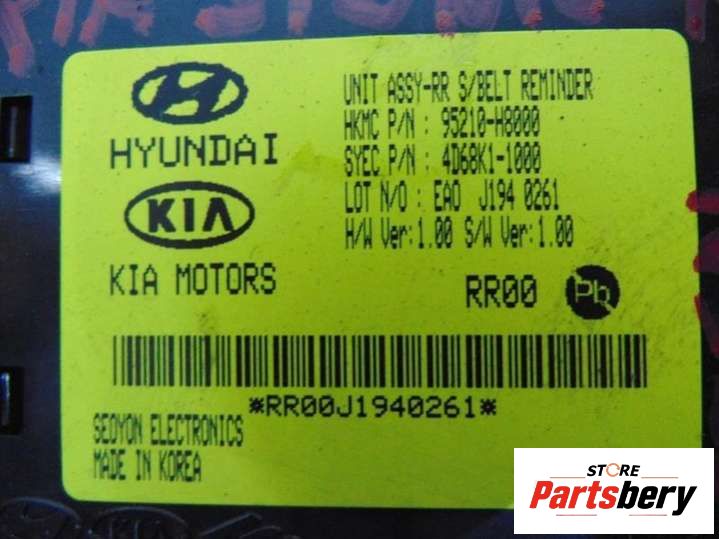 UNIT ASSY-RR S/BELT REMINDER
HKMC P/N : 95210-H8000
SYEC P/N : 4D68K1-1000
LOT N/O : EAO J194 0261
H/W Ver:1.00 S/W Ver:1.00
HYUNDAI
KIA
KIA MOTORS
RR00
Pb
*RR00J1940261*
SEOYON ELECTRONICS
MADE IN KOREA
STORE
Partsbery